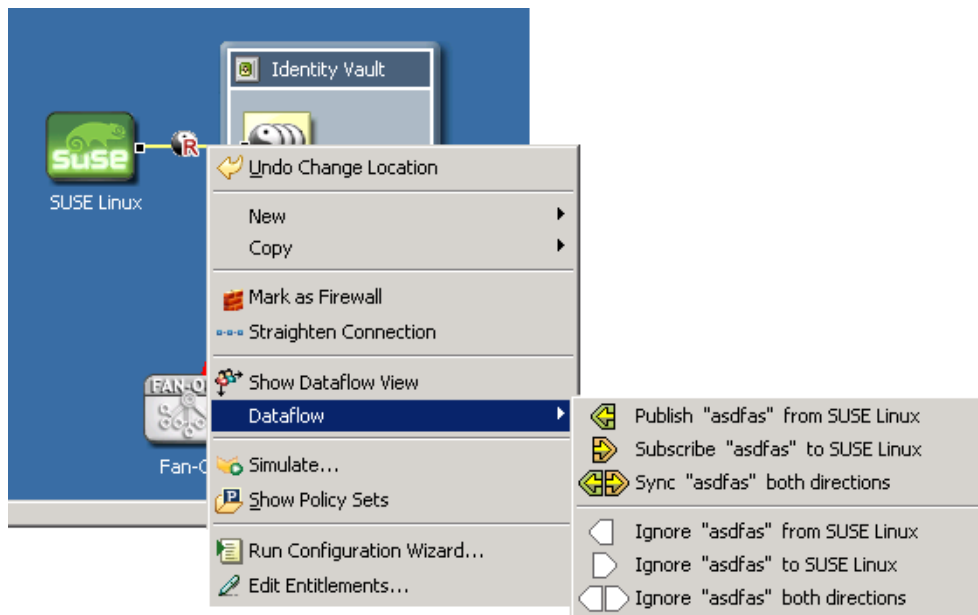 Identity Vault
SUSE
SUSE Linux
R
Undo Change Location
New
Copy
Mark as Firewall
Straighten Connection
FAN-O
Show Dataflow View
Dataflow
Fan-
Simulate...
Show Policy Sets
P
Run Configuration Wizard...
Edit Entitlements...
Publish "asdfas" from SUSE Linux
Subscribe "asdfas" to SUSE Linux
Sync "asdfas" both directions
Ignore "asdfas" from SUSE Linux
Ignore "asdfas" to SUSE Linux
Ignore "asdfas" both directions